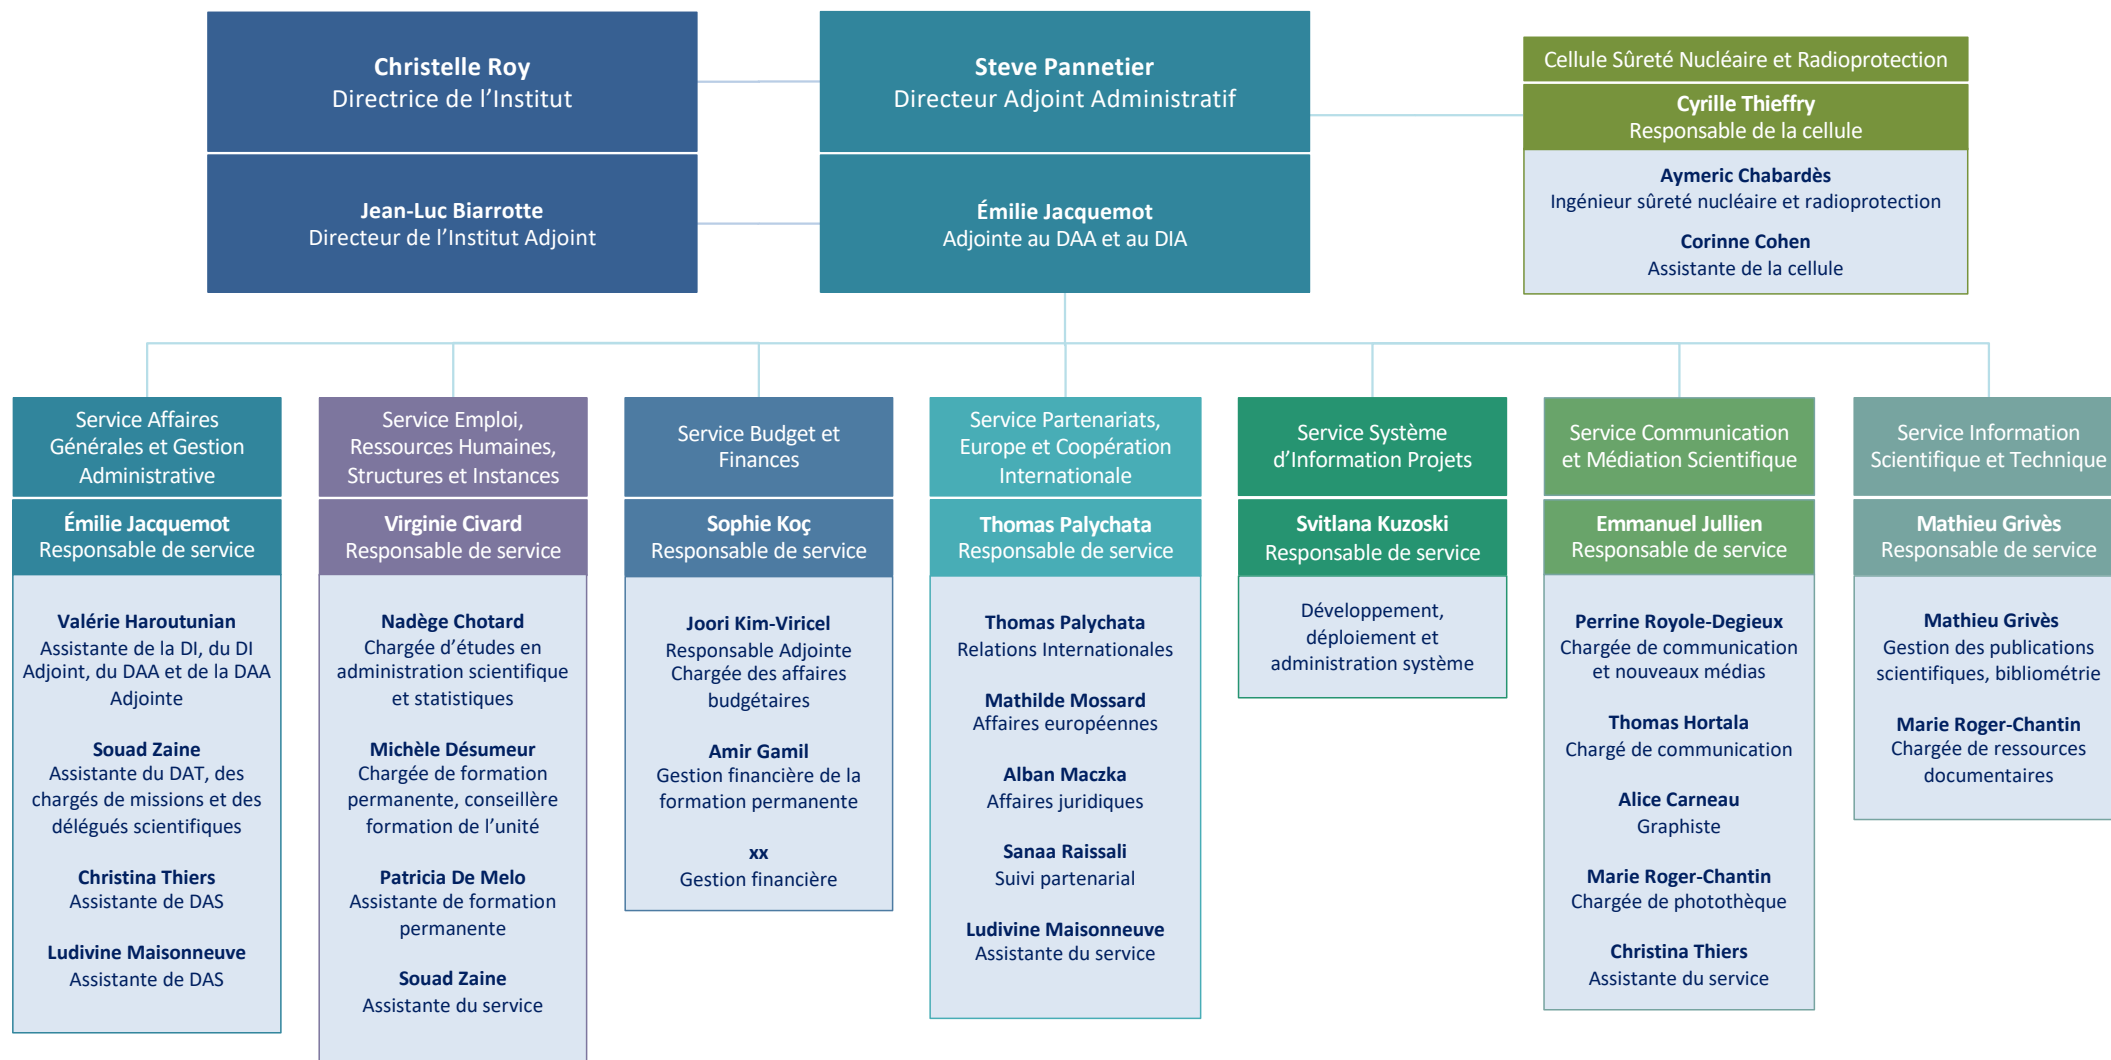 Christelle Roy
Directrice de l’Institut
Steve Pannetier
Directeur Adjoint Administratif
Jean-Luc Biarrotte
Directeur de l’Institut Adjoint
Émilie Jacquemot
Adjointe au DAA et au DIA
Cellule Sûreté Nucléaire et Radioprotection
Cyrille Thieffry
Responsable de la cellule
Aymeric Chabardès
Ingénieur sûreté nucléaire et radioprotection
Corinne Cohen
Assistante de la cellule
Service Affaires
Générales et Gestion
Administrative
Émilie Jacquemot
Responsable de service
Valérie Haroutunian
Assistante de la DI, du DI
Adjoint, du DAA et de la DAA
Adjointe
Souad Zaine
Assistante du DAT, des
chargés de missions et des
délégués scientifiques
Christina Thiers
Assistante de DAS
Ludivine Maisonneuve
Assistante de DAS
Service Emploi,
Ressources Humaines,
Structures et Instances
Virginie Civard
Responsable de service
Nadège Chotard
Chargée d’études en
administration scientifique
et statistiques
Michèle Désumeur
Chargée de formation
permanente, conseillère
formation de l’unité
Patricia De Melo
Assistante de formation
permanente
Souad Zaine
Assistante du service
Service Budget et
Finances
Sophie Koç
Responsable de service
Joori Kim-Viricel
Responsable Adjointe
Chargée des affaires
budgétaires
Amir Gamil
Gestion financière de la
formation permanente
xx
Gestion financière
Service Partenariats,
Europe et Coopération
Internationale
Thomas Palychata
Responsable de service
Thomas Palychata
Relations Internationales
Mathilde Mossard
Affaires européennes
Alban Maczka
Affaires juridiques
Sanaa Raissali
Suivi partenarial
Ludivine Maisonneuve
Assistante du service
Service Système
d’Information Projets
Svitlana Kuzoski
Responsable de service
Développement,
déploiement et
administration système
Service Communication
et Médiation Scientifique
Emmanuel Jullien
Responsable de service
Perrine Royole-Degieux
Chargée de communication
et nouveaux médias
Thomas Hortala
Chargé de communication
Alice Carneau
Graphiste
Marie Roger-Chantin
Chargée de photothèque
Christina Thiers
Assistante du service
Service Information
Scientifique et Technique
Mathieu Grivès
Responsable de service
Mathieu Grivès
Gestion des publications
scientifiques, bibliométrie
Marie Roger-Chantin
Chargée de ressources
documentaires